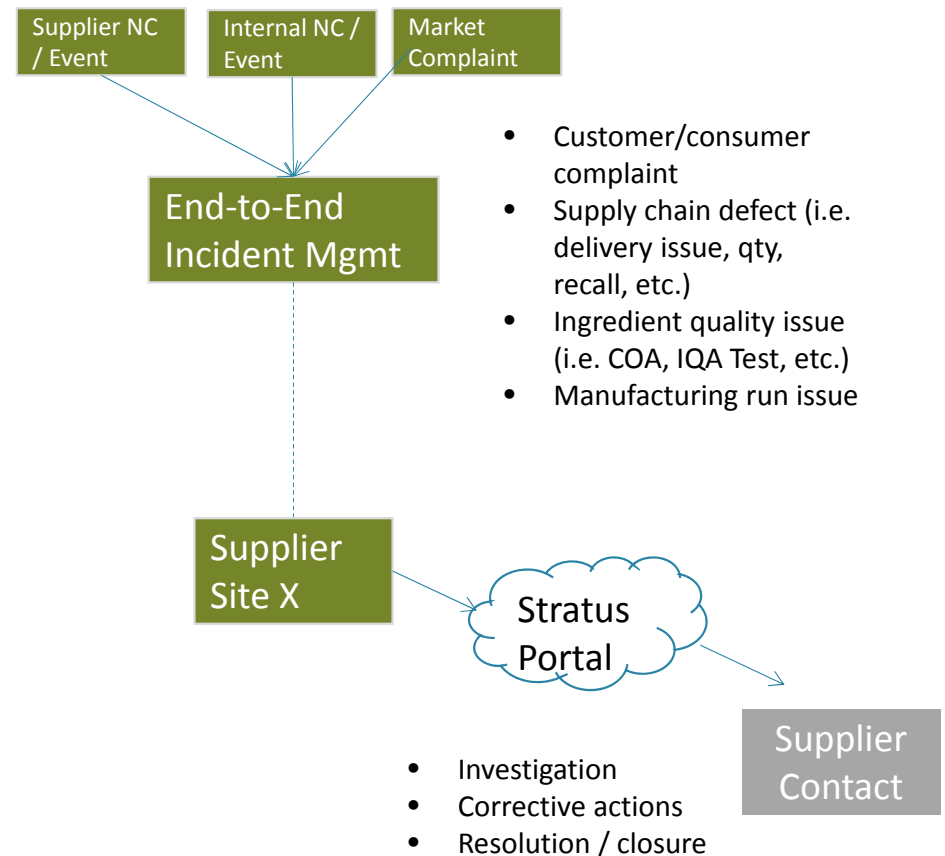 Supplier NC
/ Event
Internal NC /
Event
Market
Complaint
End-to-End
Incident Mgmt
• Customer/consumer
complaint
• Supply chain defect (i.e.
delivery issue, qty,
recall, etc.)
• Ingredient quality issue
(i.e. COA, IQA Test, etc.)
• Manufacturing run issue
Supplier
Site X
Stratus
Portal
Supplier
Contact
• Investigation
• Corrective actions
• Resolution / closure